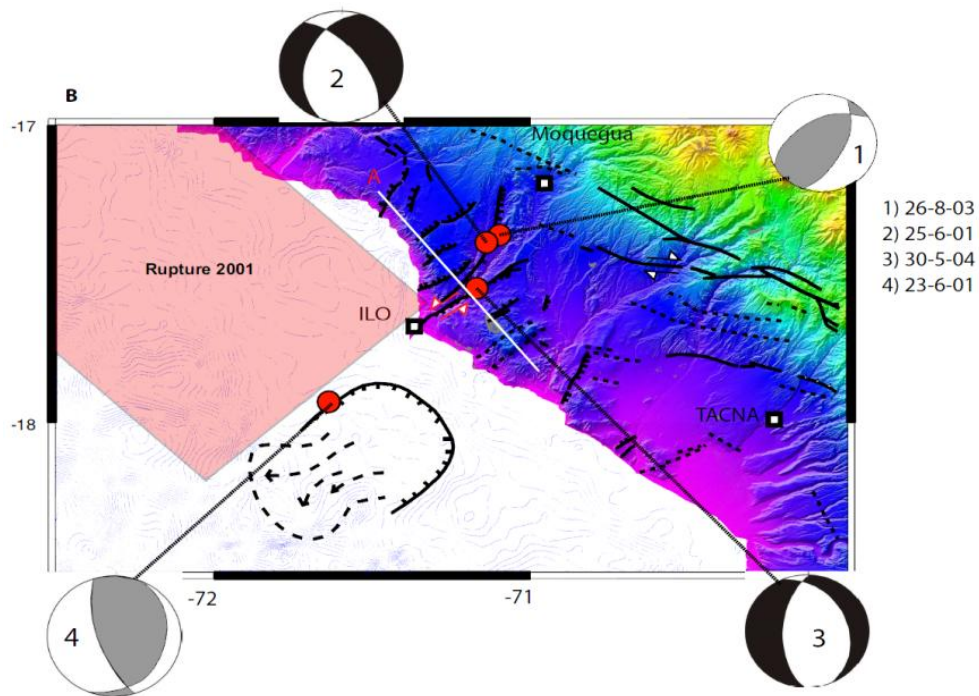 2
B
1
-17
Moquegua
A
1) 26-8-03
2) 25-6-01
3) 30-5-04
4) 23-6-01
Rupture 2001
ILO
-18
TACNA
-72
-71
4
3